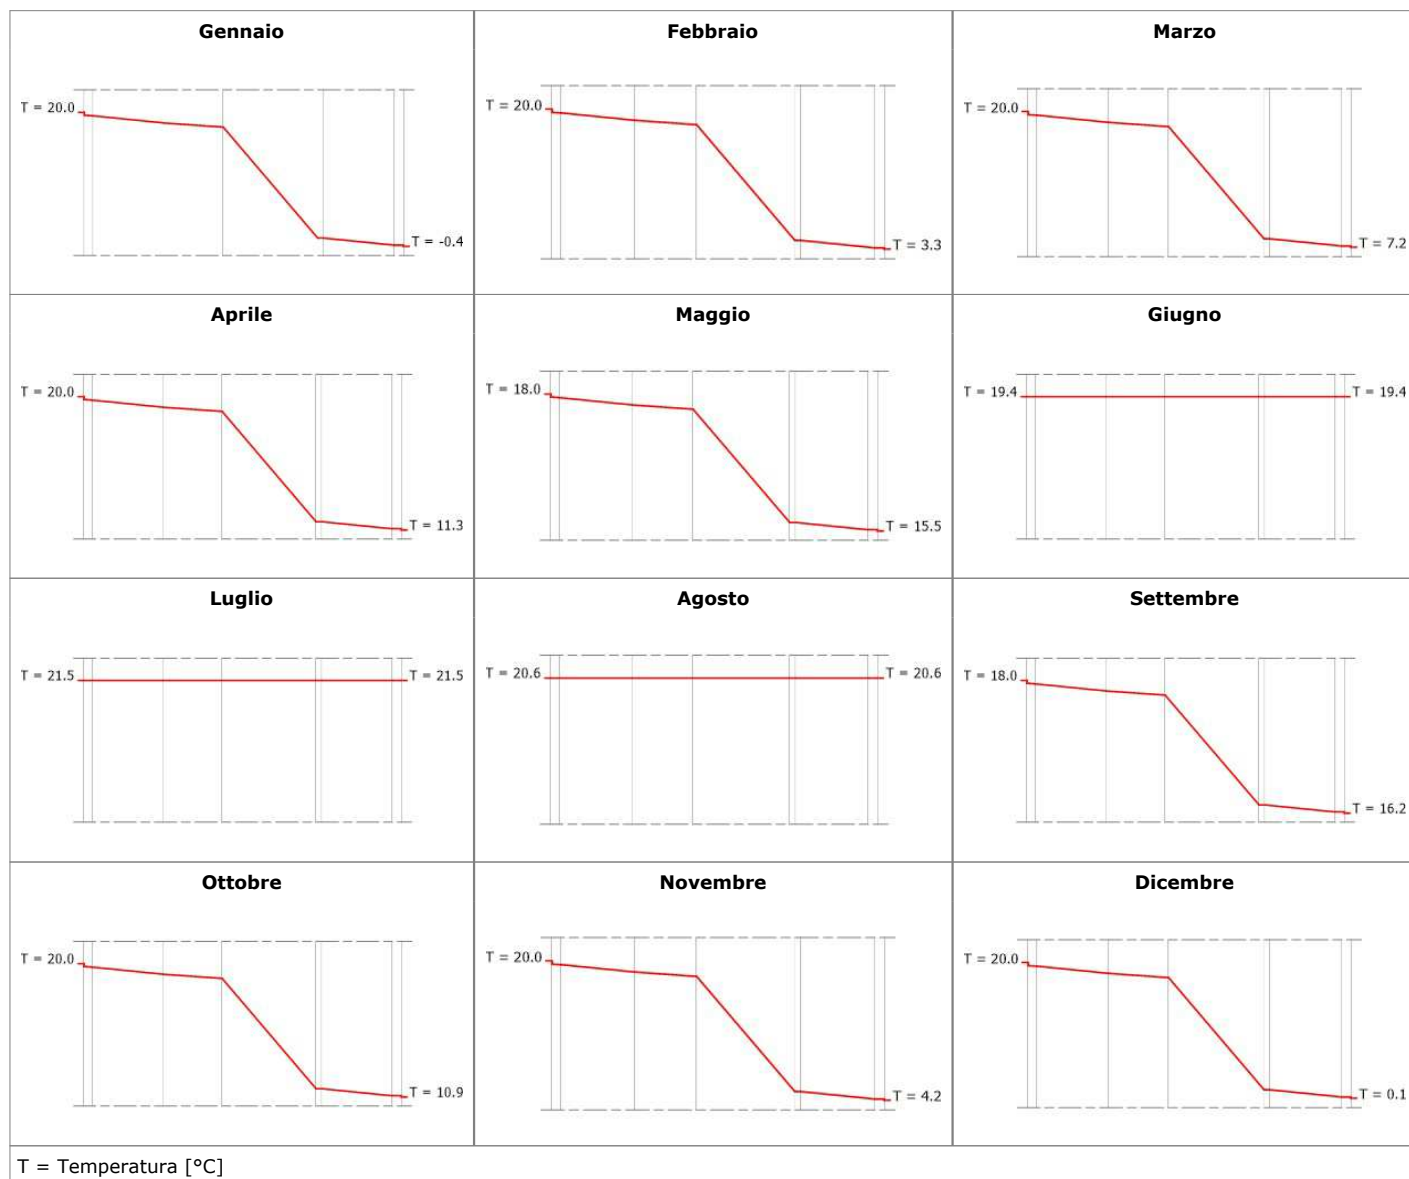 Gennaio
Febbraio
Marzo
T = 20.0
T = -0.4
T = 20.0
T = 3.3
T = 20.0
T = 7.2
Aprile
Maggio
Giugno
T = 20.0
T = 11.3
T = 18.0
T = 15.5
T = 19.4
T = 19.4
Luglio
Agosto
Settembre
T = 21.5
T = 21.5
T = 20.6
T = 20.6
T = 18.0
T = 16.2
Ottobre
Novembre
Dicembre
T = 20.0
T = 10.9
T = 20.0
T = 4.2
T = 20.0
T = 0.1
T = Temperatura [°C]